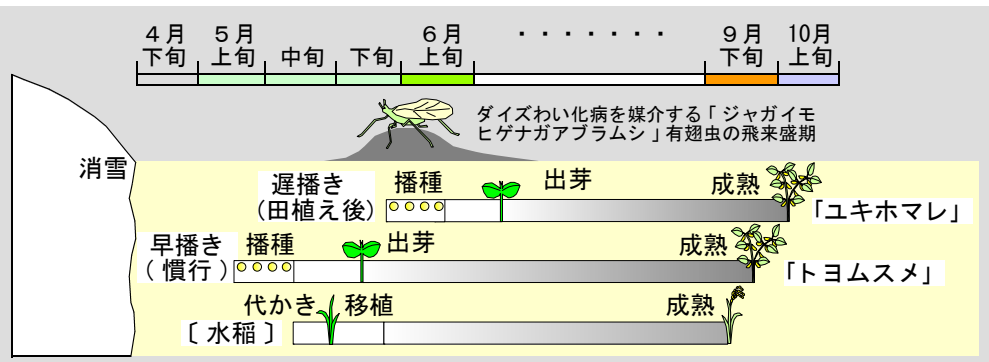 4月 5月 6月 ・・・・・・・ 9月 10月
下旬 上旬 中旬 下旬 上旬 下旬 上旬
ダイズわい化病を媒介する「ジャガイモ
ヒゲナガアブラムシ」有翅虫の飛来盛期
消雪
遅播き 播種 出芽 成熟
(田植え後)
「ユキホマレ」
早播き 播種 出芽 成熟
(慣行)
「トヨムスメ」
代かき 移植 成熟
〔水稲〕